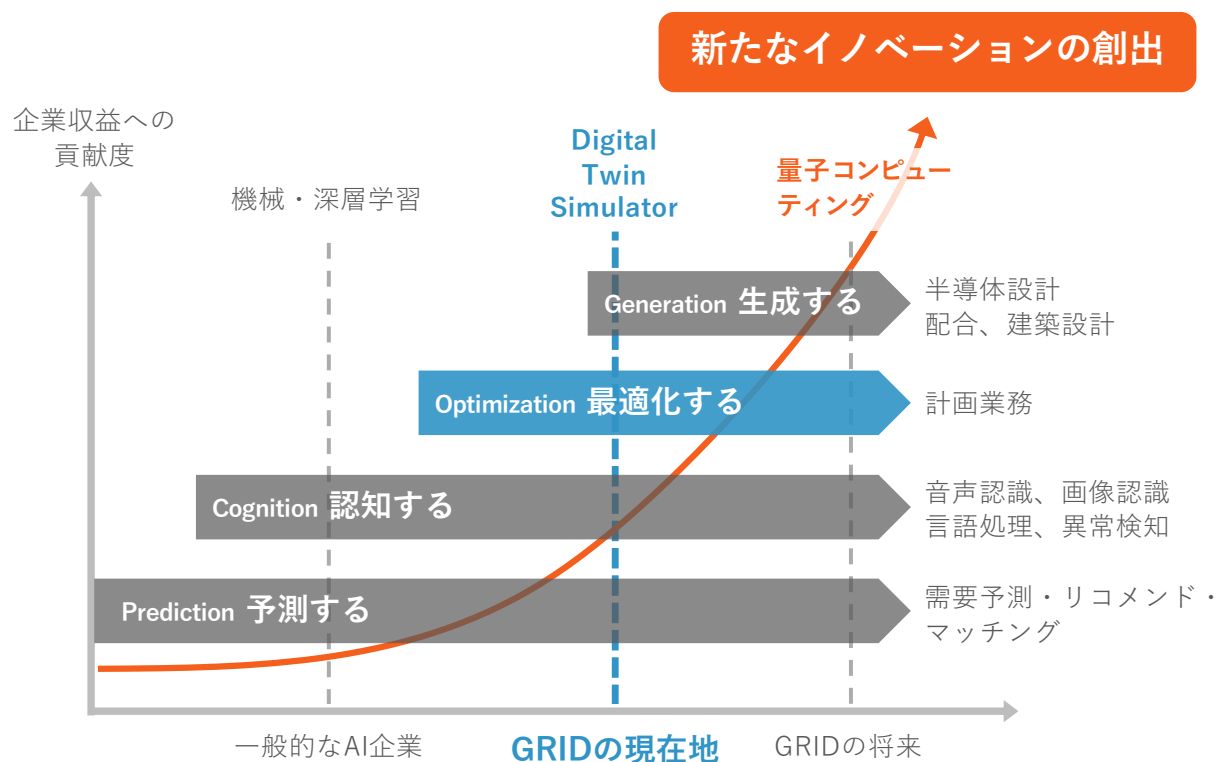 新たなイノベーションの創出
企業収益への
貢献度
機械・深層学習
Digital
Twin
Simulator
量子コンピュー
ティング
Generation 生成する
半導体設計
配合、建築設計
Optimization 最適化する
計画業務
Cognition 認知する
音声認識、画像認識
言語処理、異常検知
Prediction 予測する
需要予測・リコメンド・
マッチング
一般的なAI企業
GRIDの現在地
GRIDの将来